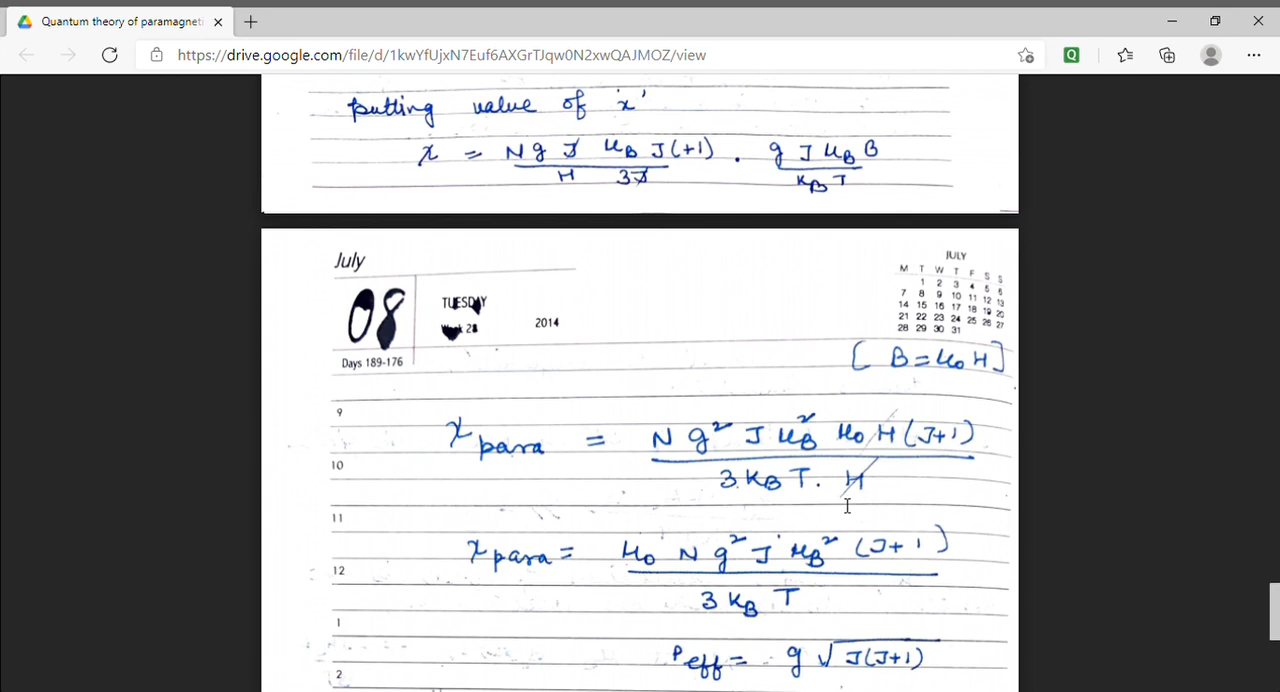 Quantum theory of paramagneti
https://drive.google.com/file/d/1kwYfUjxN7Euf6AXGrTJqw0N2xwQAJMOZ/view
putting value of 'x'
χ = N g J μB J(+1) / H 3J . g J μB B / KB T
July
08
TUESDAY
Week 28
2014
Days 189-176
JULY
M T W T F S S
1 2 3 4 5 6
7 8 9 10 11 12 13
14 15 16 17 18 19 20
21 22 23 24 25 26 27
28 29 30 31
[ B = μ0 H ]
9
χpara = N g² J μB² μ0 H (J+1) / 3 KB T . H
10
11
χpara = μ0 N g² J μB² (J+1) / 3 KB T
12
1
Peff = g √J(J+1)
2